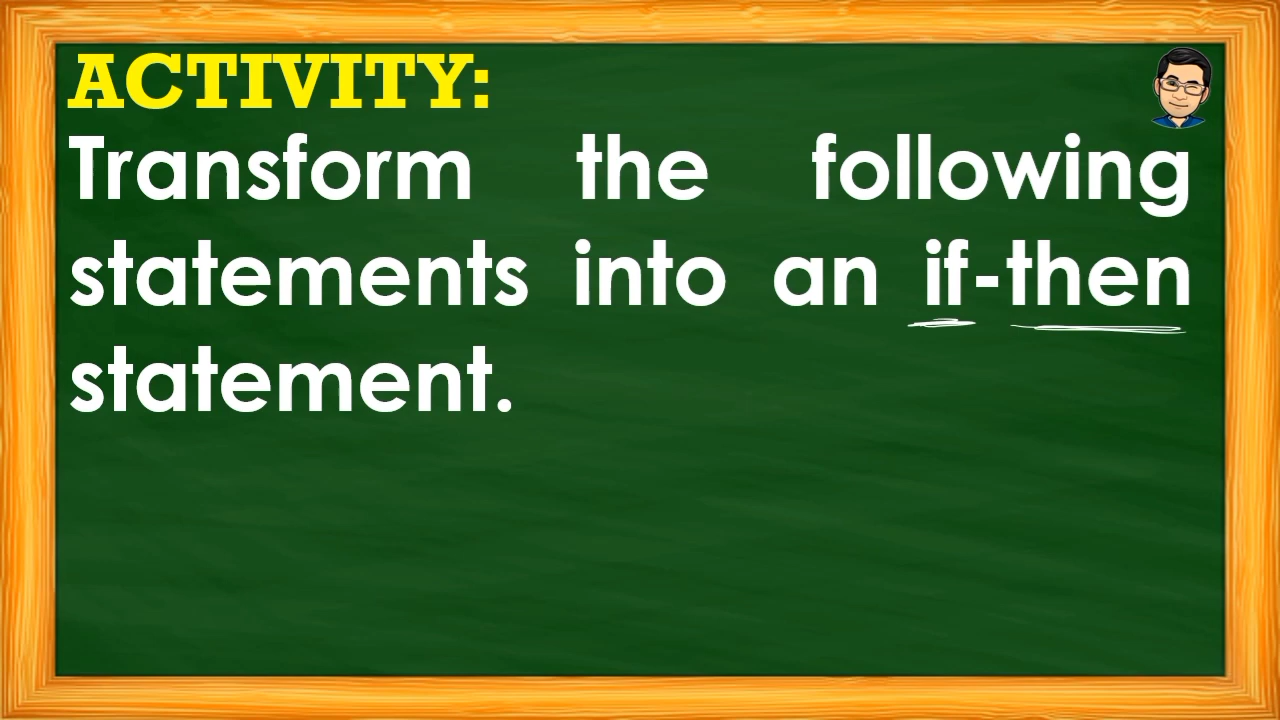 ACTIVITY:
Transform the following
statements into an if-then
statement.